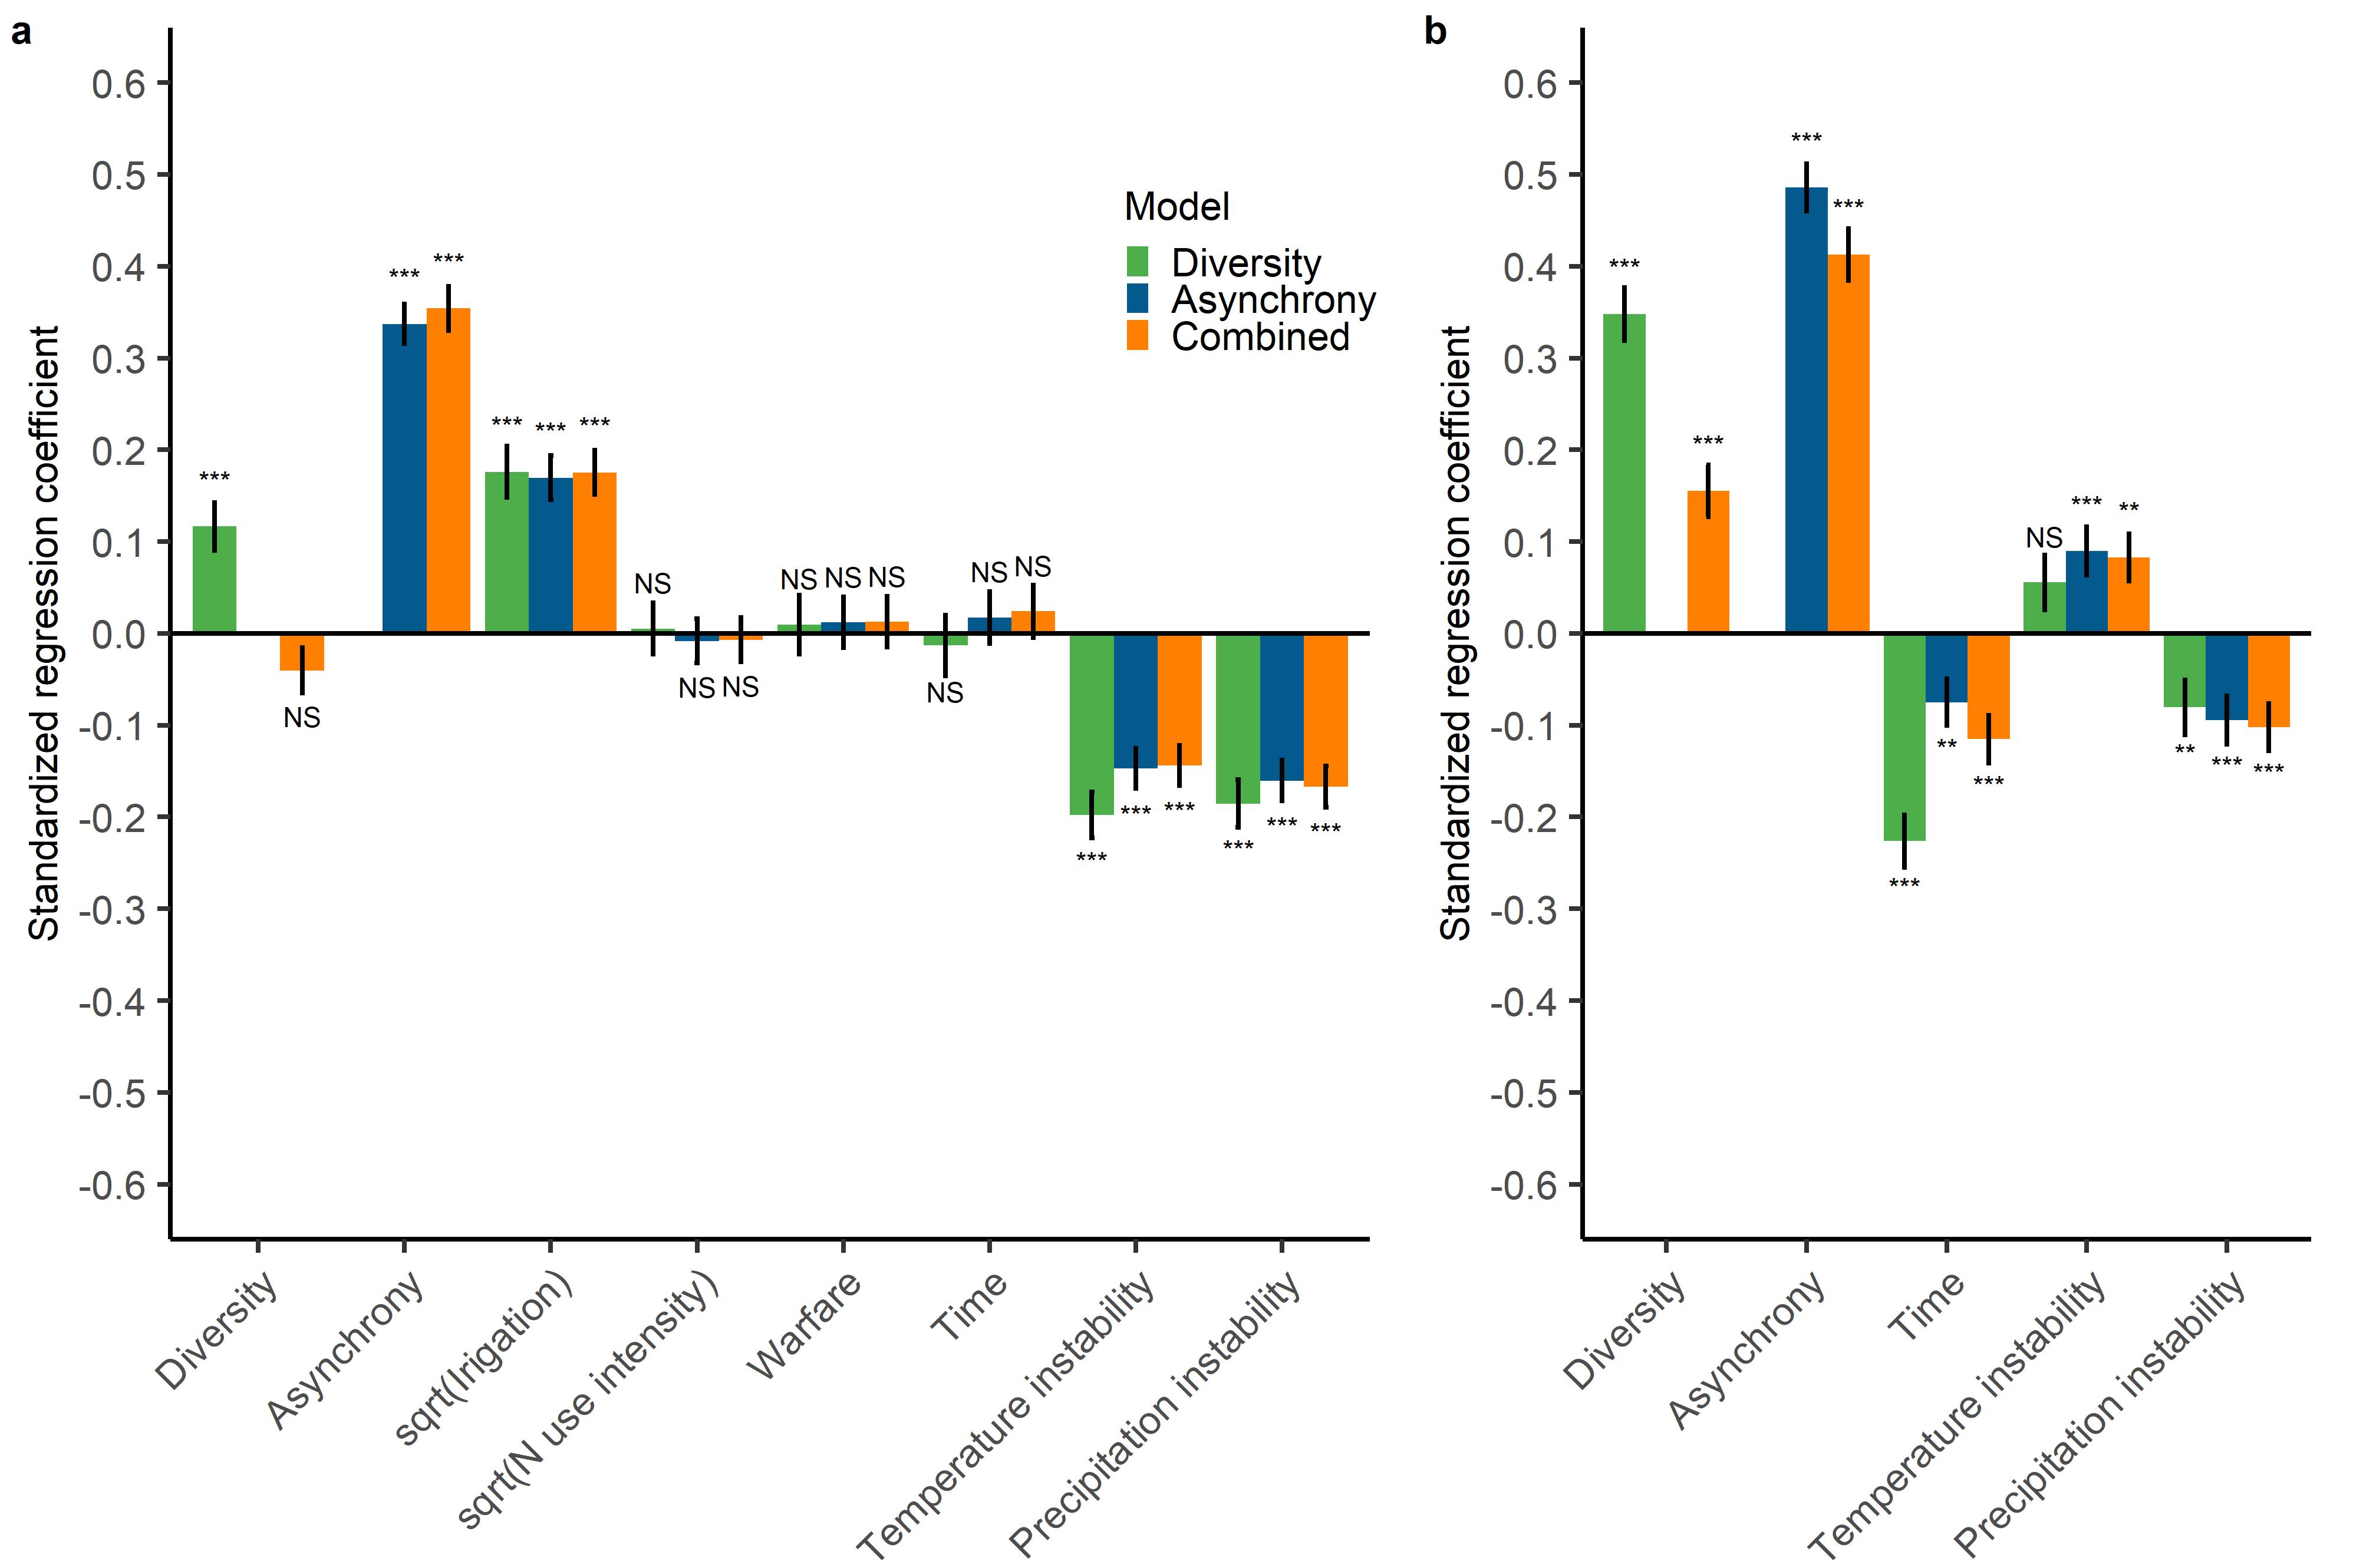 a
Standardized regression coefficient
0.6
0.5
0.4
0.3
0.2
0.1
0.0
-0.1
-0.2
-0.3
-0.4
-0.5
-0.6
***
NS
***
***
***
***
***
NS
NS
NS
NS
NS
NS
NS
NS
NS
***
***
***
***
***
***
Model
Diversity
Asynchrony
Combined
Diversity
Asynchrony
sqrt(Irrigation)
sqrt(N use intensity)
Warfare
Time
Temperature instability
Precipitation instability
b
Standardized regression coefficient
0.6
0.5
0.4
0.3
0.2
0.1
0.0
-0.1
-0.2
-0.3
-0.4
-0.5
-0.6
***
***
***
***
***
**
***
NS
***
**
**
***
***
Diversity
Asynchrony
Time
Temperature instability
Precipitation instability